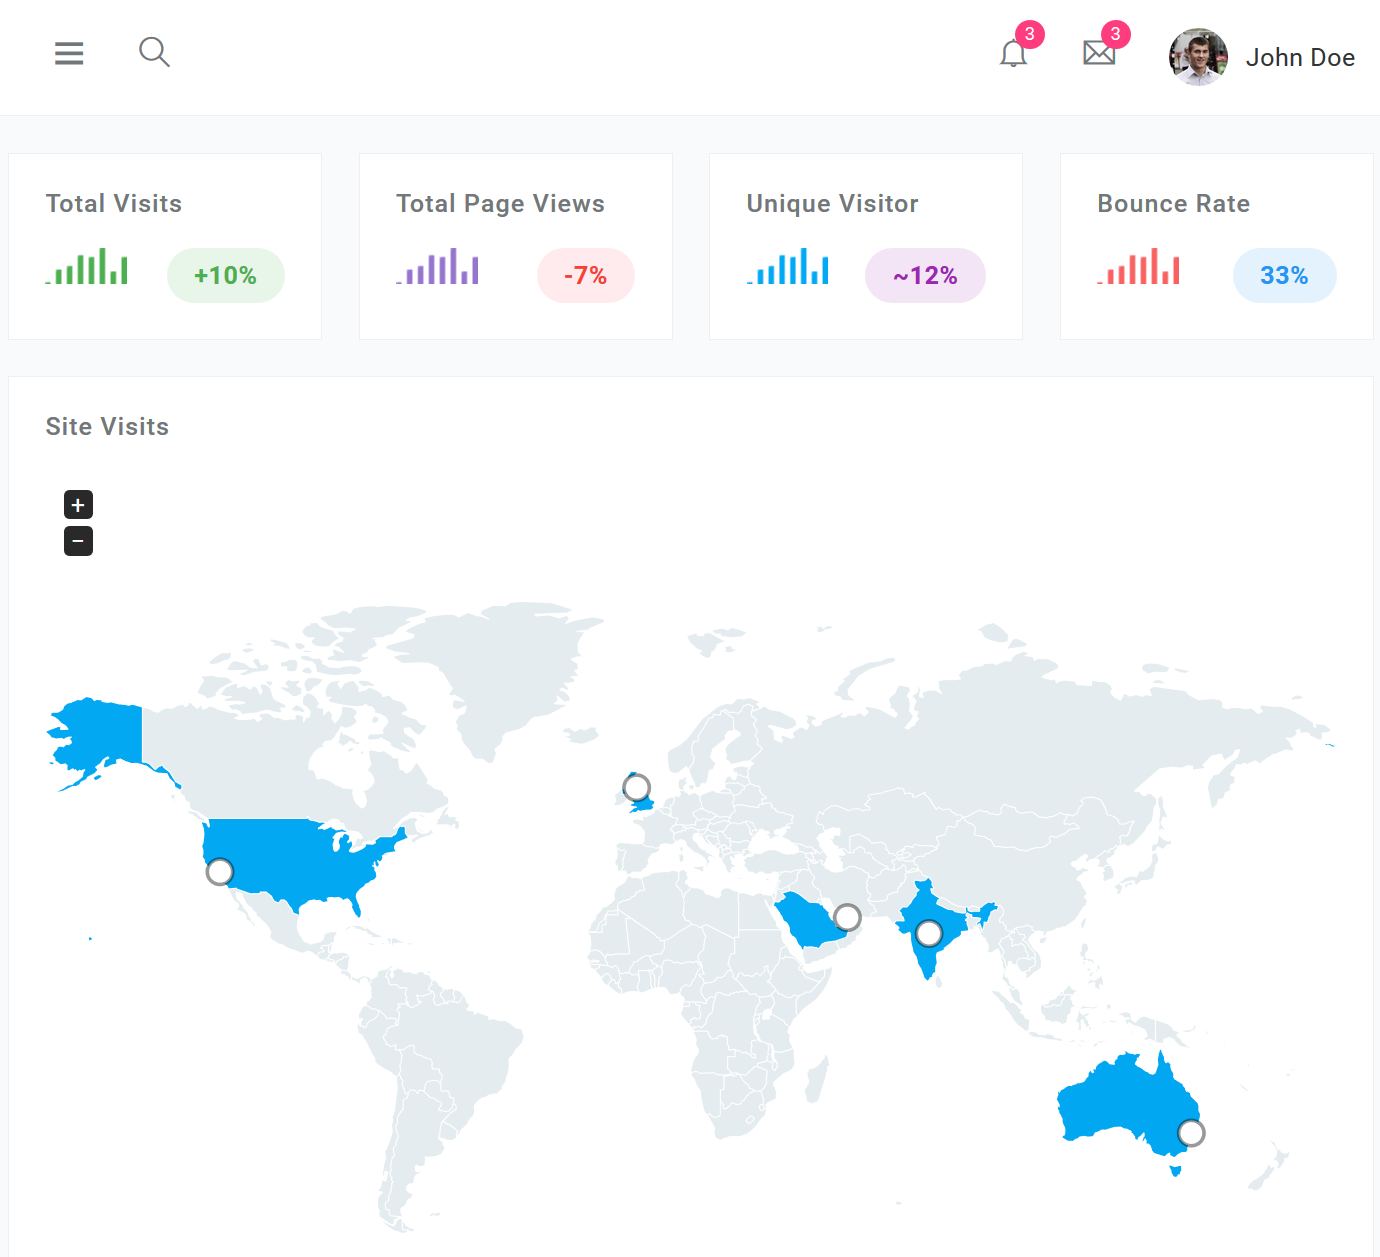 3
3
John Doe
Total Visits
+10%
Total Page Views
-7%
Unique Visitor
~12%
Bounce Rate
33%
Site Visits
+
−